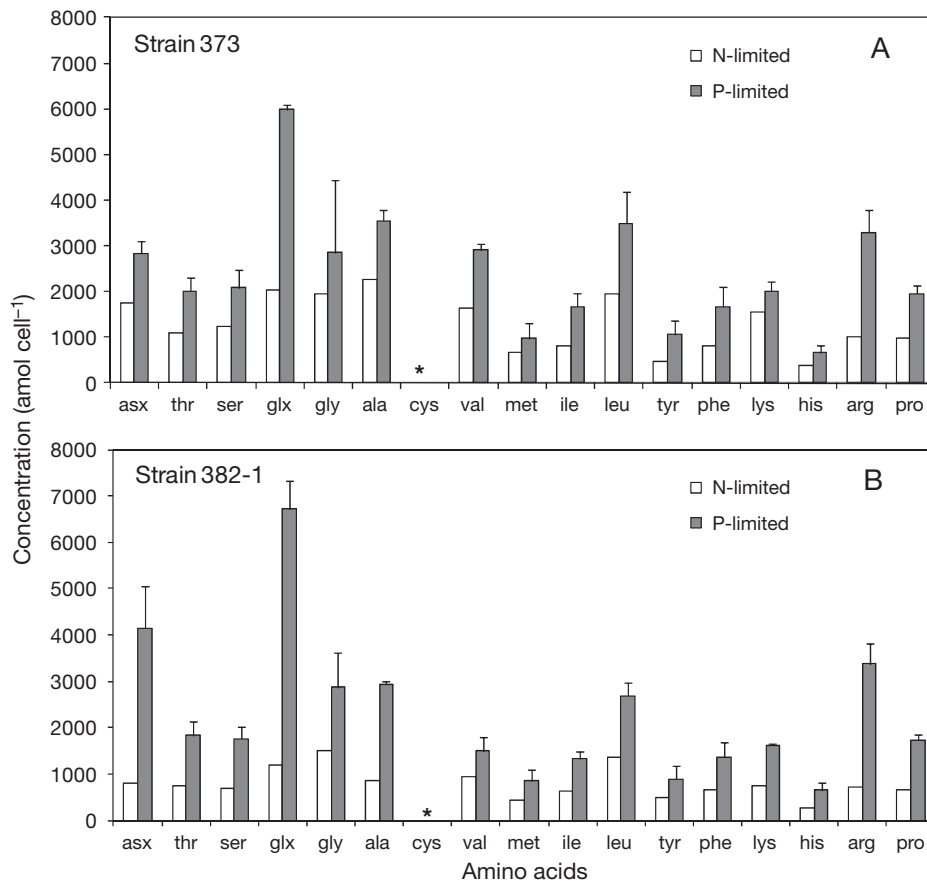 8000
Strain 373
A
7000
N-limited
6000
P-limited
5000
4000
3000
2000
1000
*
0
asx thr ser glx gly ala cys val met ile leu tyr phe lys his arg pro
Concentration (amol cell⁻¹)
8000
Strain 382-1
B
7000
N-limited
6000
P-limited
5000
4000
3000
2000
1000
*
0
asx thr ser glx gly ala cys val met ile leu tyr phe lys his arg pro
Amino acids